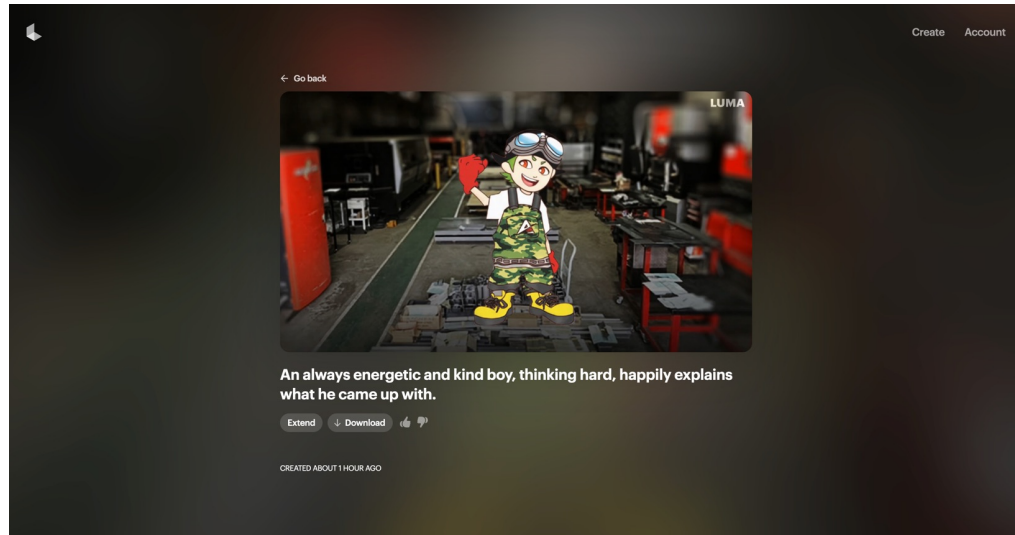 Create
Account
← Go back
LUMA
An always energetic and kind boy, thinking hard, happily explains
what he came up with.
Extend
↓ Download
CREATED ABOUT 1 HOUR AGO